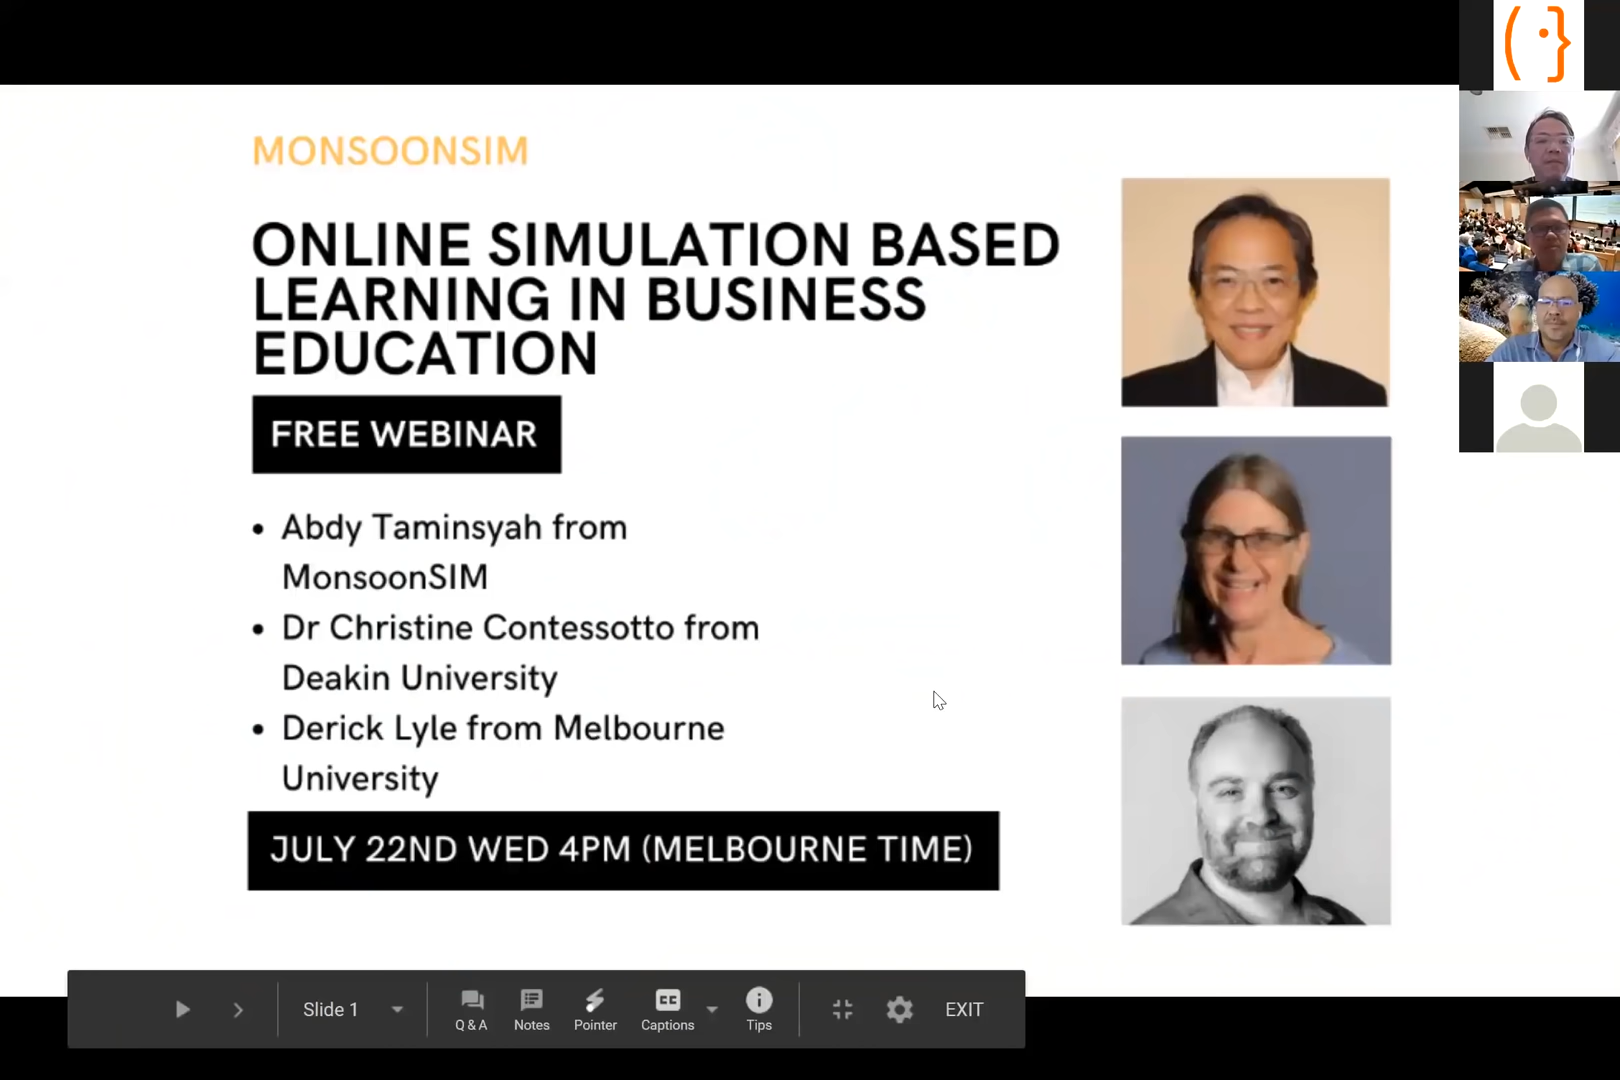 MONSOONSIM
ONLINE SIMULATION BASED
LEARNING IN BUSINESS
EDUCATION
FREE WEBINAR
• Abdy Taminsyah from
MonsoonSIM
• Dr Christine Contessotto from
Deakin University
• Derick Lyle from Melbourne
University
JULY 22ND WED 4PM (MELBOURNE TIME)
Slide 1
Q & A
Notes
Pointer
CC
Captions
Tips
EXIT